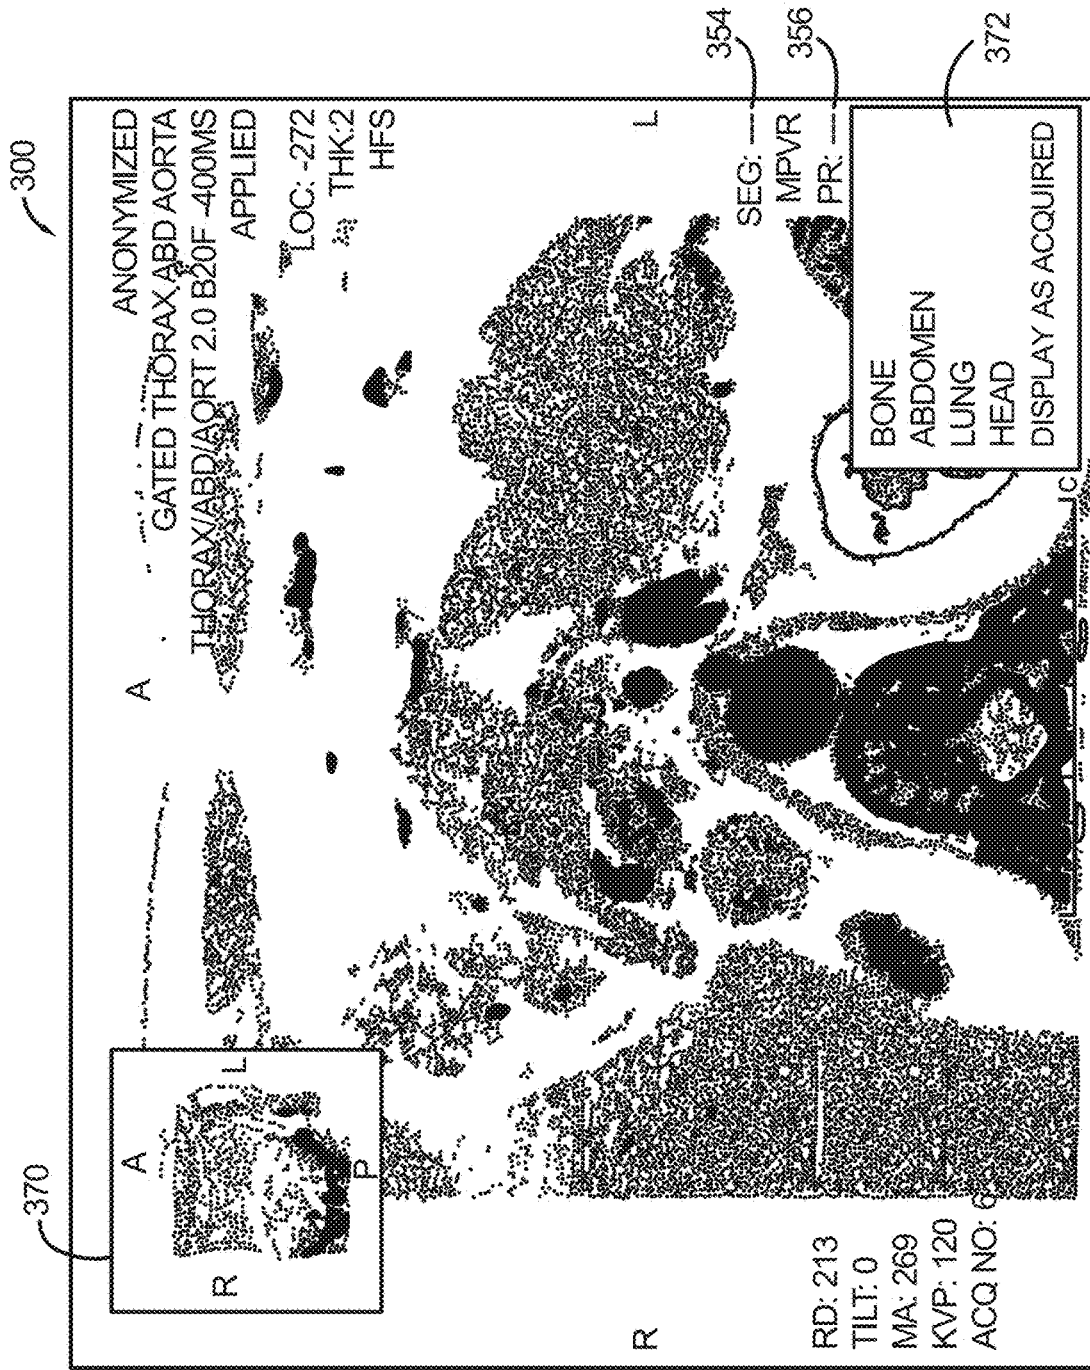 300
370
A
R
L
P
A
ANONYMIZED
GATED THORAX ABD AORTA
THORAX/ABD/AORT 2.0 B20F -400MS
APPLIED
LOC: -272
THK:2
HFS
R
L
SEG: ---
MPVR
PR: ---
354
356
372
BONE
ABDOMEN
LUNG
HEAD
DISPLAY AS ACQUIRED
RD: 213
TILT: 0
MA: 269
KVP: 120
ACQ NO: 6
C